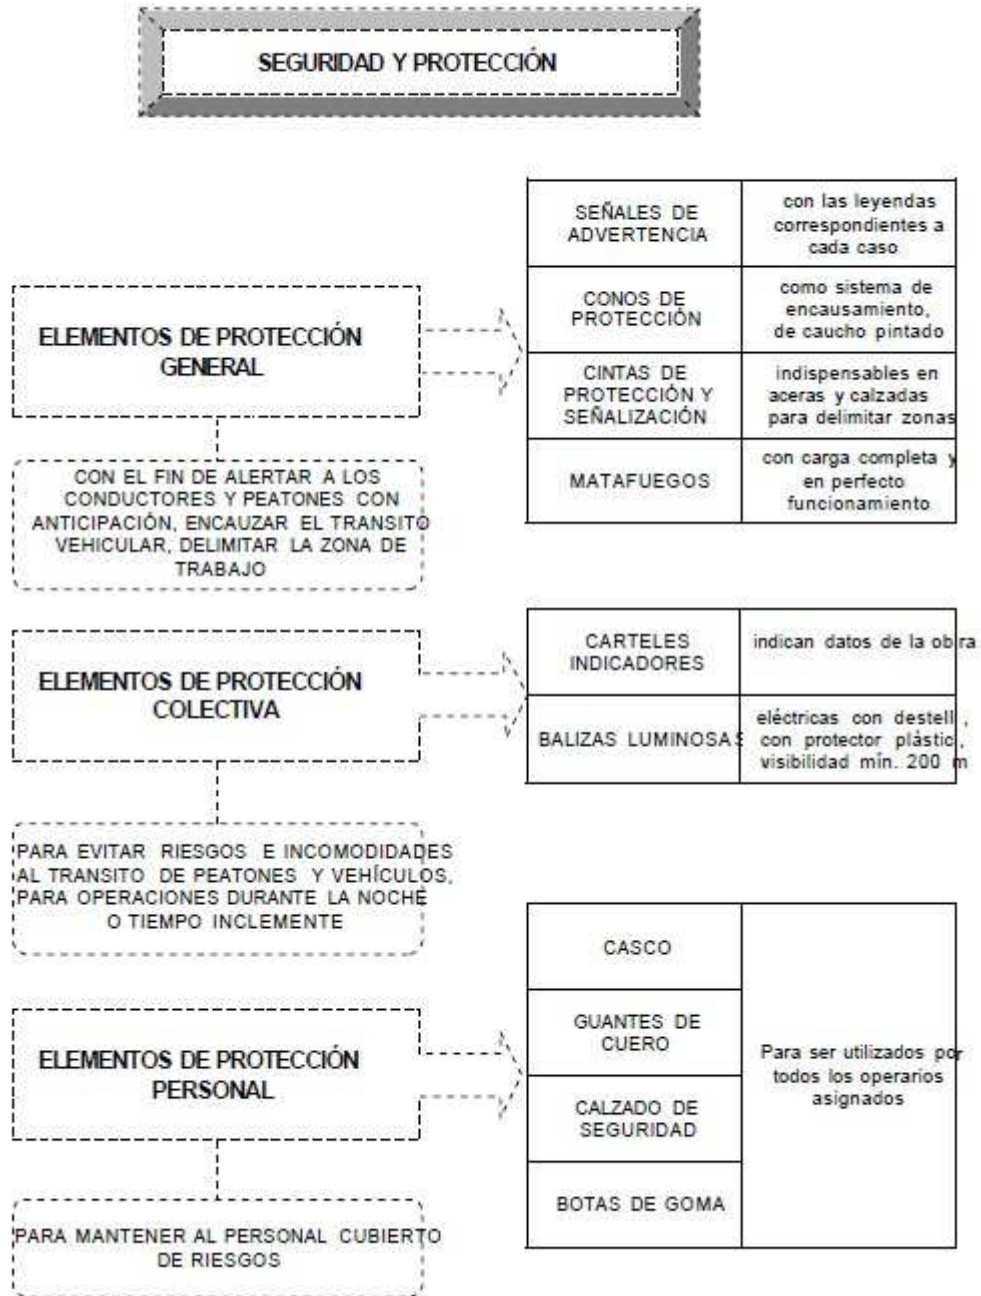 SEGURIDAD Y PROTECCIÓN
ELEMENTOS DE PROTECCIÓN
GENERAL
CON EL FIN DE ALERTAR A LOS
CONDUCTORES Y PEATONES CON
ANTICIPACIÓN, ENCAUZAR EL TRANSITO
VEHICULAR, DELIMITAR LA ZONA DE
TRABAJO
SEÑALES DE
ADVERTENCIA
con las leyendas
correspondientes a
cada caso
CONOS DE
PROTECCIÓN
como sistema de
encausamiento,
de caucho pintado
CINTAS DE
PROTECCIÓN Y
SEÑALIZACIÓN
indispensables en
aceras y calzadas
para delimitar zonas
MATAFUEGOS
con carga completa y
en perfecto
funcionamiento
ELEMENTOS DE PROTECCIÓN
COLECTIVA
PARA EVITAR RIESGOS E INCOMODIDADES
AL TRANSITO DE PEATONES Y VEHÍCULOS,
PARA OPERACIONES DURANTE LA NOCHE
O TIEMPO INCLEMENTE
CARTELES
INDICADORES
indican datos de la obra
BALIZAS LUMINOSAS
eléctricas con destell ,
con protector plástic ,
visibilidad mín. 200 m
ELEMENTOS DE PROTECCIÓN
PERSONAL
PARA MANTENER AL PERSONAL CUBIERTO
DE RIESGOS
CASCO
GUANTES DE
CUERO
CALZADO DE
SEGURIDAD
BOTAS DE GOMA
Para ser utilizados por
todos los operarios
asignados